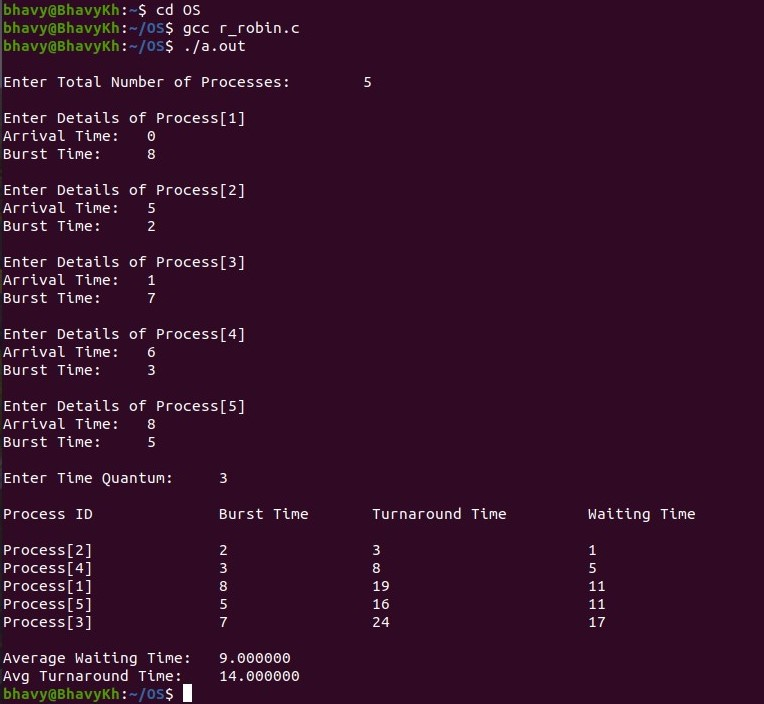 bhavy@BhavyKh:~$ cd OS
bhavy@BhavyKh:~/OS$ gcc r_robin.c
bhavy@BhavyKh:~/OS$ ./a.out
Enter Total Number of Processes: 5
Enter Details of Process[1]
Arrival Time: 0
Burst Time: 8
Enter Details of Process[2]
Arrival Time: 5
Burst Time: 2
Enter Details of Process[3]
Arrival Time: 1
Burst Time: 7
Enter Details of Process[4]
Arrival Time: 6
Burst Time: 3
Enter Details of Process[5]
Arrival Time: 8
Burst Time: 5
Enter Time Quantum: 3
Process ID Burst Time Turnaround Time Waiting Time
Process[2] 2 3 1
Process[4] 3 8 5
Process[1] 8 19 11
Process[5] 5 16 11
Process[3] 7 24 17
Average Waiting Time: 9.000000
Avg Turnaround Time: 14.000000
bhavy@BhavyKh:~/OS$